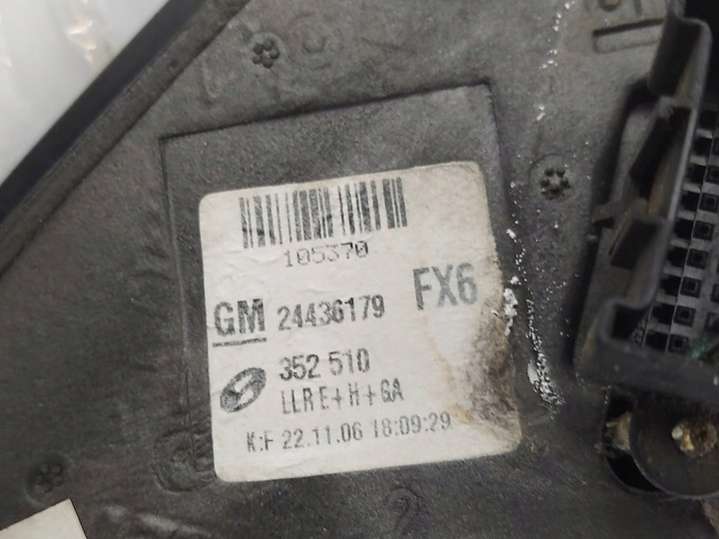 105370
GM 24436179 FX6
352 510
LLR E+H+GA
K:F 22.11.06 18:09:29